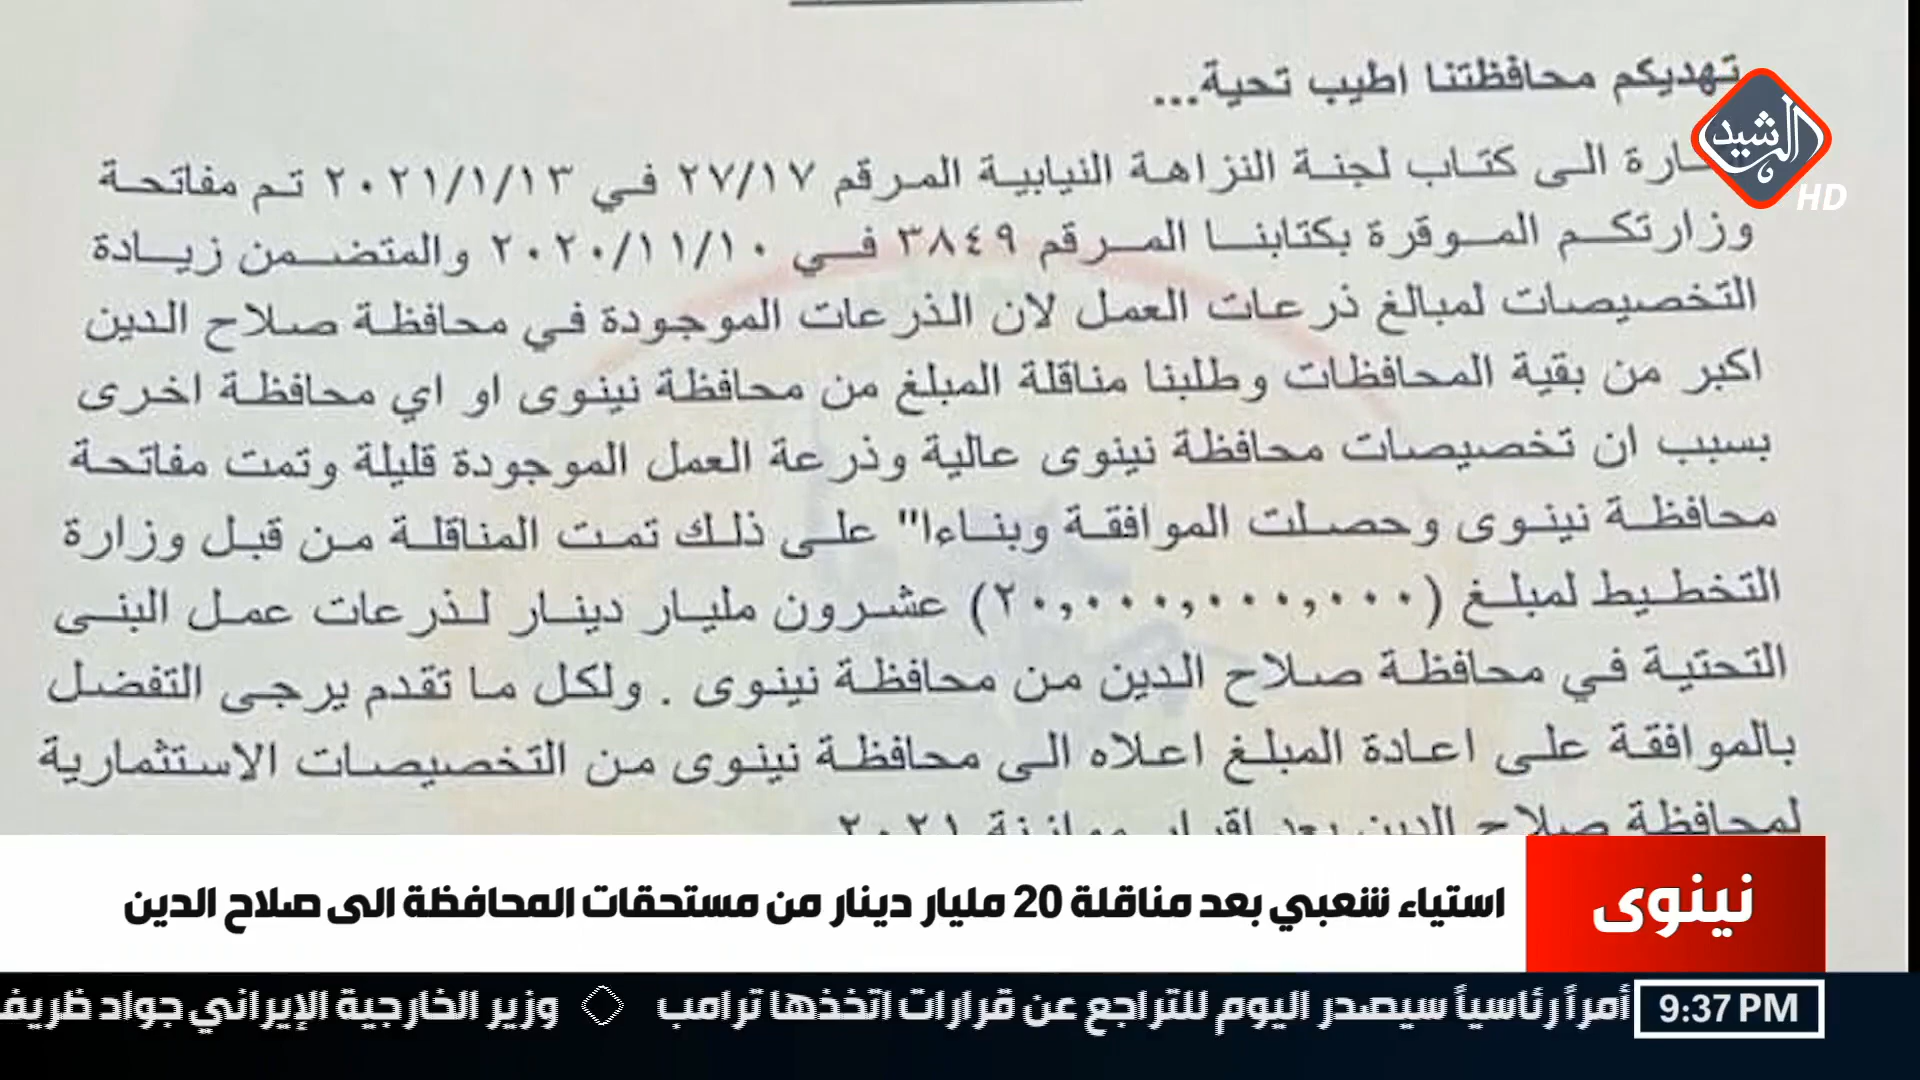 تهديكم محافظتنا اطيب تحية...
الرشيد
HD
الى كتاب لجنة النزاهة النيابية المرقم ٢٧/١٧ في ٢٠٢١/١/١٣ تم مفاتحة
وزارتكم الموقرة بكتابنا المرقم ٣٨٤٩ في ٢٠٢٠/١١/١٠ والمتضمن زيادة
التخصيصات لمبالغ ذرعات العمل لان الذرعات الموجودة في محافظة صلاح الدين
اكبر من بقية المحافظات وطلبنا مناقلة المبلغ من محافظة نينوى او اي محافظة اخرى
بسبب ان تخصيصات محافظة نينوى عالية وذرعة العمل الموجودة قليلة وتمت مفاتحة
محافظة نينوى وحصلت الموافقة وبناءا" على ذلك تمت المناقلة من قبل وزارة
التخطيط لمبلغ (٢٠,٠٠٠,٠٠٠,٠٠٠) عشرون مليار دينار لذرعات عمل البنى
التحتية في محافظة صلاح الدين من محافظة نينوى . ولكل ما تقدم يرجى التفضل
بالموافقة على اعادة المبلغ اعلاه الى محافظة نينوى من التخصيصات الاستثمارية
لمحافظة صلاح الدين بعد اقرار موازنة ٢٠٢١
نينوى
استياء شعبي بعد مناقلة 20 مليار دينار من مستحقات المحافظة الى صلاح الدين
9:37 PM
أمراً رئاسياً سيصدر اليوم للتراجع عن قرارات اتخذها ترامب ◇ وزير الخارجية الإيراني جواد ظريف